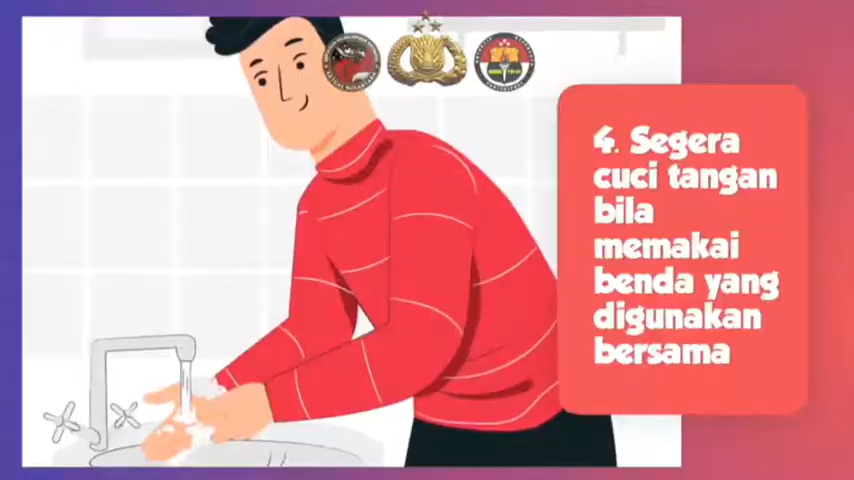 4. Segera
cuci tangan
bila
memakai
benda yang
digunakan
bersama